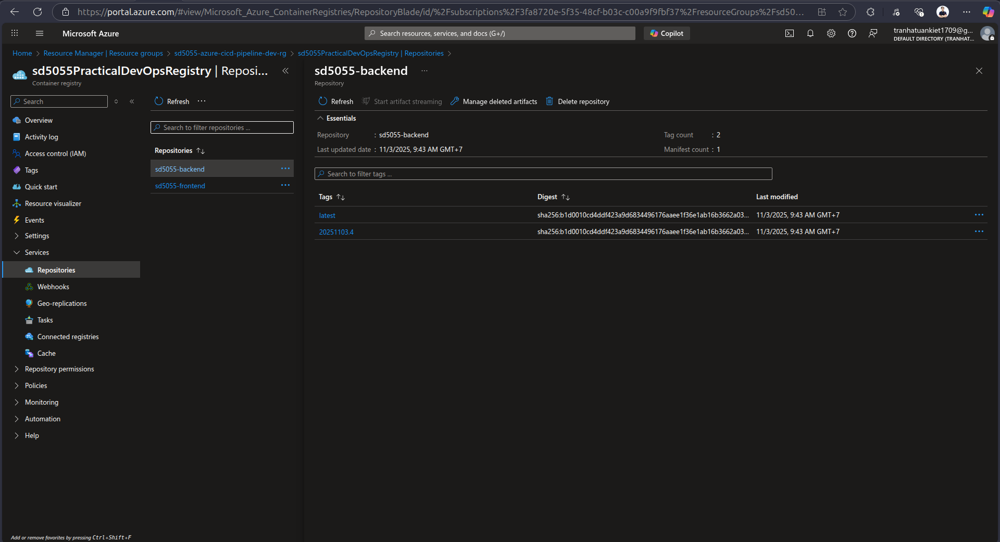 https://portal.azure.com/#view/Microsoft_Azure_ContainerRegistries/RepositoryBlade/id/%2Fsubscriptions%2F3fa8720e-5f35-48cf-b03c-c00a9f9fbf37%2FresourceGroups%2Fsd50...
Microsoft Azure
Search resources, services, and docs (G+/)
Copilot
tranhatuankiet1709@g...
DEFAULT DIRECTORY (TRANHAT...
Home > Resource Manager | Resource groups > sd5055-azure-cicd-pipeline-dev-rg > sd5055PracticalDevOpsRegistry | Repositories >
sd5055PracticalDevOpsRegistry | Reposi...
Container registry
Search
Overview
Activity log
Access control (IAM)
Tags
Quick start
Resource visualizer
Events
Settings
Services
Repositories
Webhooks
Geo-replications
Tasks
Connected registries
Cache
Repository permissions
Policies
Monitoring
Automation
Help
Add or remove favorites by pressing Ctrl+Shift+F
Refresh
Search to filter repositories ...
Repositories
sd5055-backend
sd5055-frontend
sd5055-backend
Repository
Refresh Start artifact streaming Manage deleted artifacts Delete repository
Essentials
Repository : sd5055-backend
Tag count : 2
Last updated date : 11/3/2025, 9:43 AM GMT+7
Manifest count : 1
Search to filter tags ...
Tags Digest Last modified
latest sha256:b1d0010cd4ddf423a9d6834496176aaee1f36e1ab16b3662a03... 11/3/2025, 9:43 AM GMT+7
20251103.4 sha256:b1d0010cd4ddf423a9d6834496176aaee1f36e1ab16b3662a03... 11/3/2025, 9:43 AM GMT+7